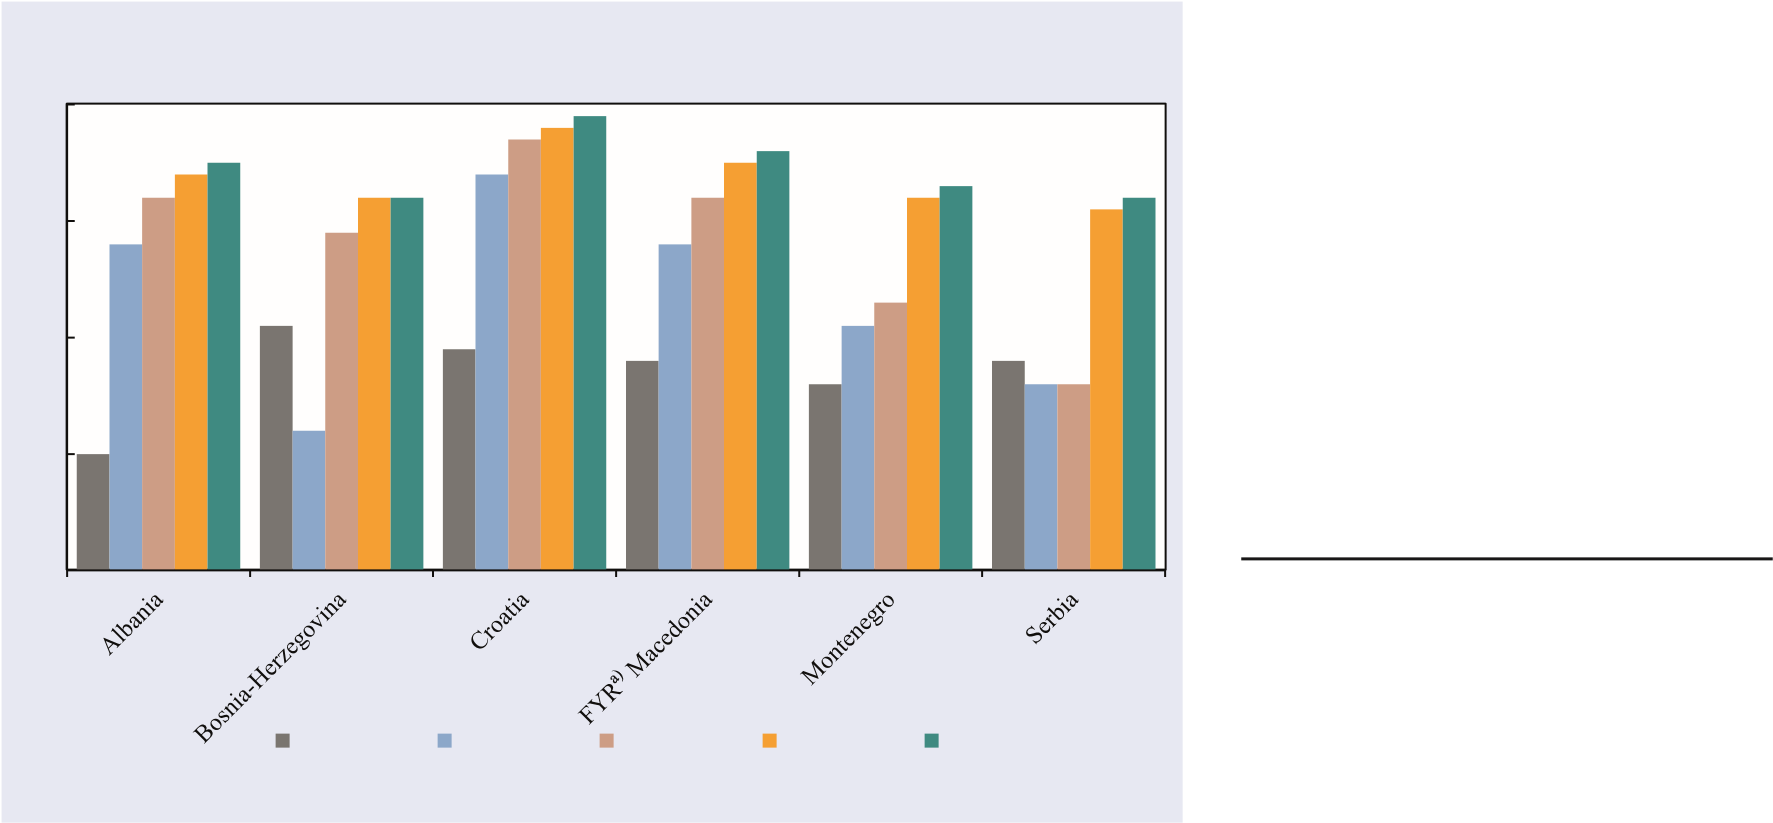 Albania
Bosnia-Herzegovina
Croatia
FYRa) Macedonia
Montenegro
Serbia